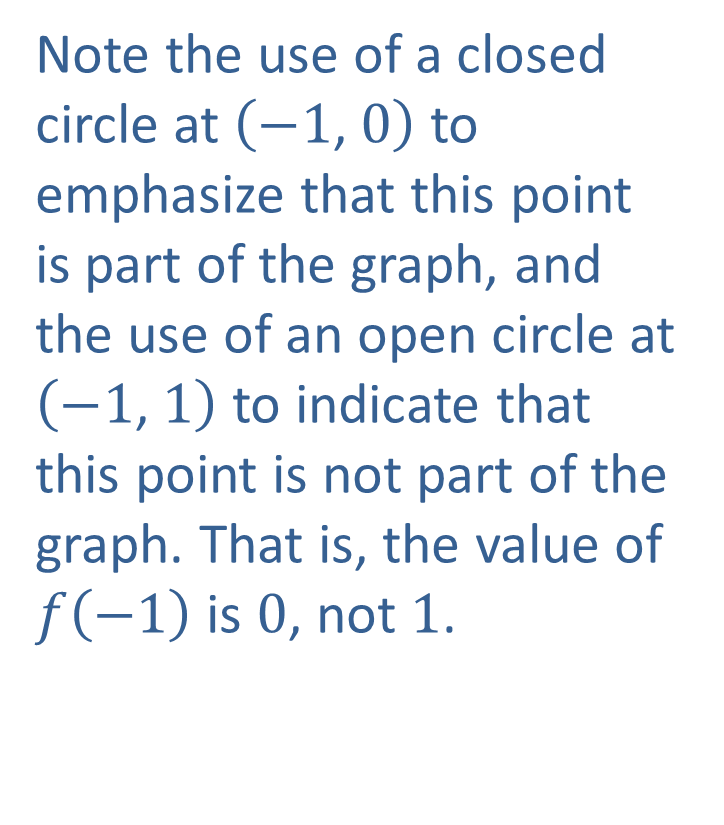 Note the use of a closed
circle at (−1, 0) to
emphasize that this point
is part of the graph, and
the use of an open circle at
(−1, 1) to indicate that
this point is not part of the
graph. That is, the value of
f(−1) is 0, not 1.